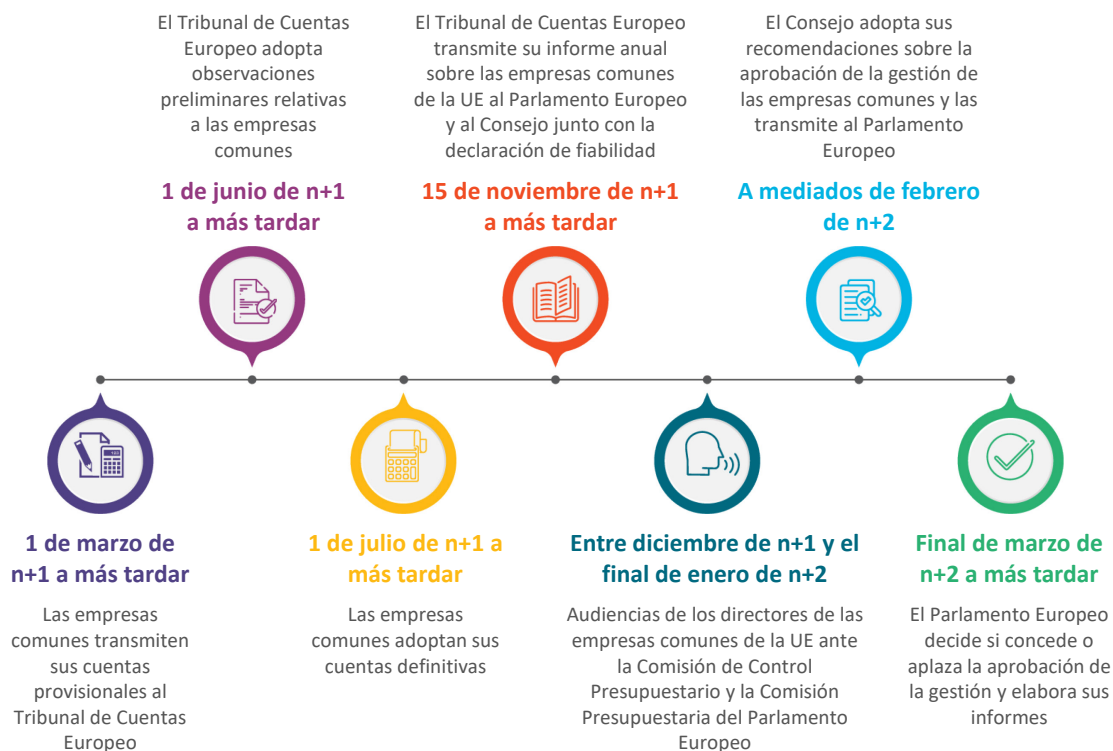 El Tribunal de Cuentas
Europeo adopta
observaciones
preliminares relativas
a las empresas
comunes
1 de junio de n+1
a más tardar
El Tribunal de Cuentas Europeo
transmite su informe anual
sobre las empresas comunes
de la UE al Parlamento Europeo
y al Consejo junto con la
declaración de fiabilidad
15 de noviembre de n+1
a más tardar
El Consejo adopta sus
recomendaciones sobre la
aprobación de la gestión de
las empresas comunes y las
transmite al Parlamento
Europeo
A mediados de febrero
de n+2
1 de marzo de
n+1 a más tardar
Las empresas
comunes transmiten
sus cuentas
provisionales al
Tribunal de Cuentas
Europeo
1 de julio de n+1 a
más tardar
Las empresas
comunes adoptan sus
cuentas definitivas
Entre diciembre de n+1 y el
final de enero de n+2
Audiencias de los directores de las
empresas comunes de la UE ante
la Comisión de Control
Presupuestario y la Comisión
Presupuestaria del Parlamento
Europeo
Final de marzo de
n+2 a más tardar
El Parlamento Europeo
decide si concede o
aplaza la aprobación de
la gestión y elabora sus
informes